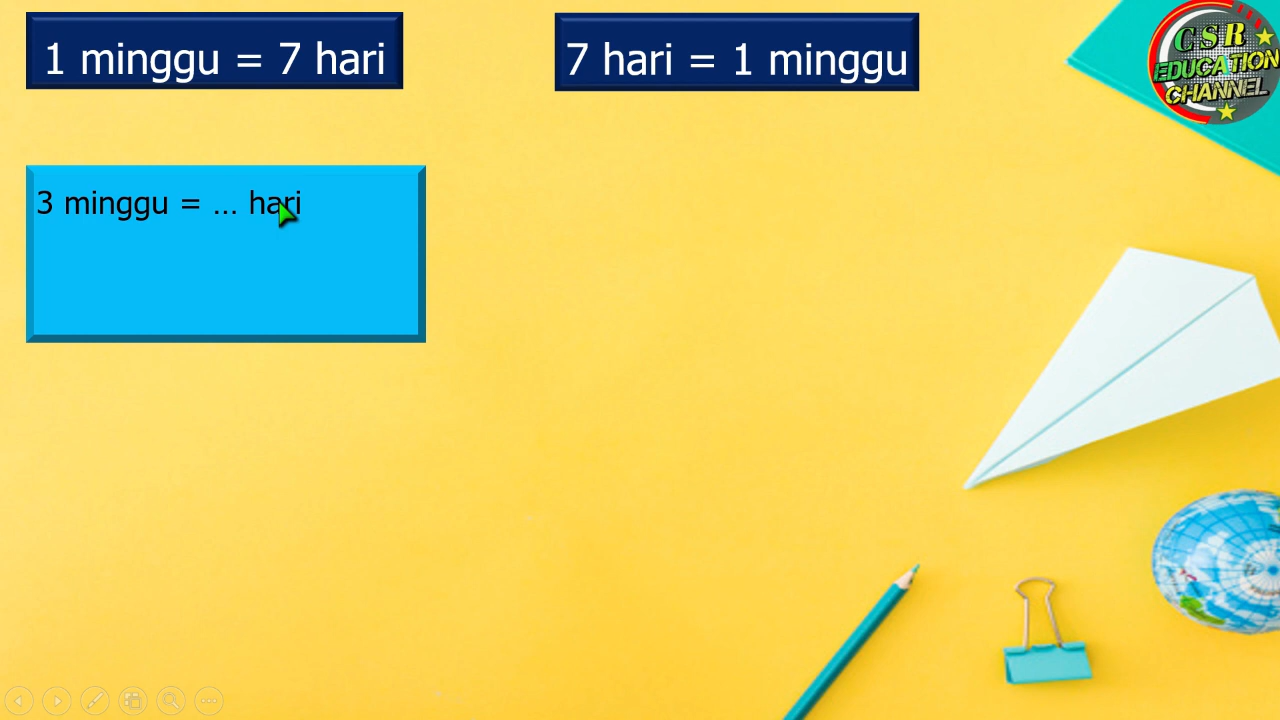 1 minggu = 7 hari
7 hari = 1 minggu
3 minggu = ... hari
CSR
EDUCATION
CHANNEL